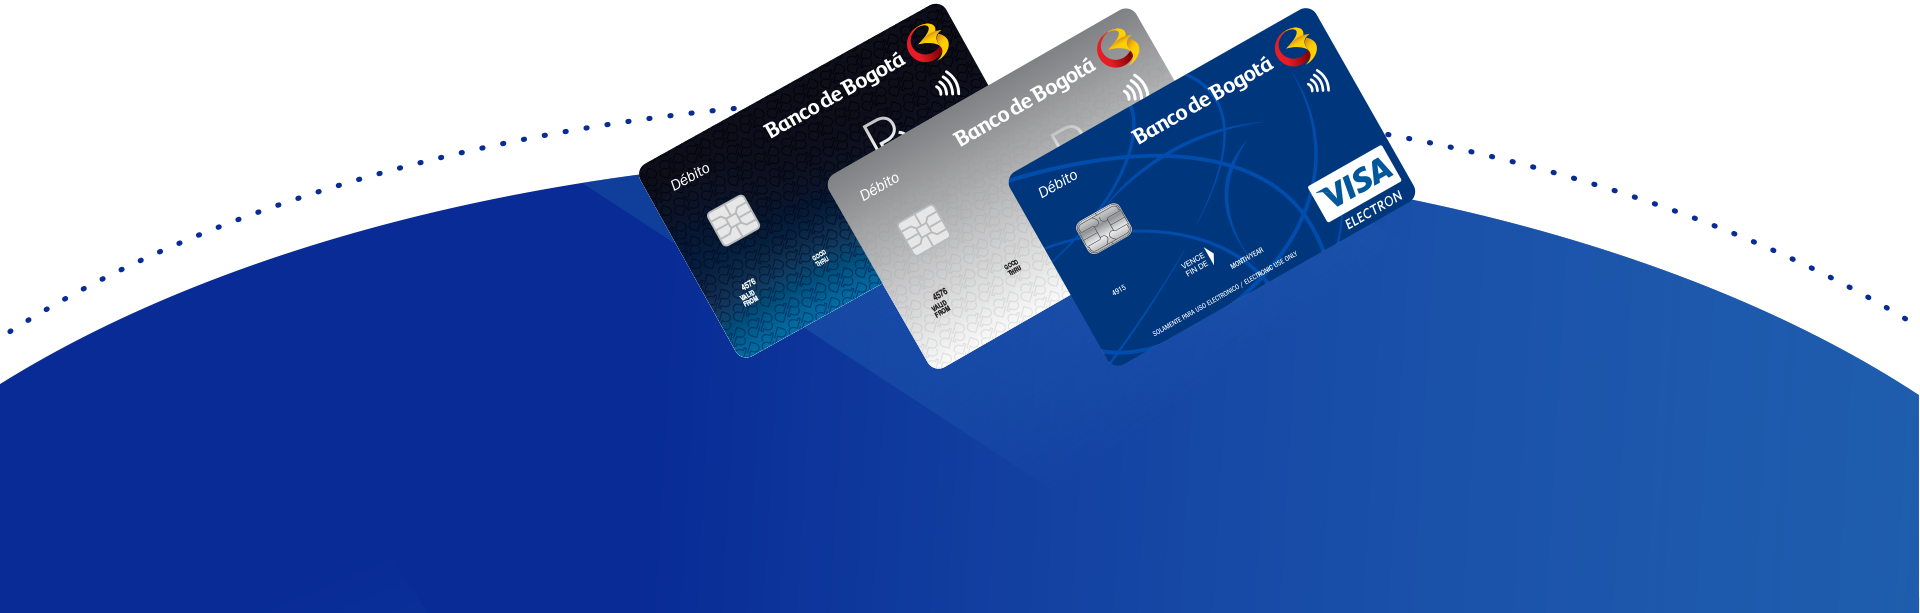 Banco de Bogotá
Débito
4576
VALID
FROM
GOOD
THRU
Banco de Bogotá
Débito
4576
VALID
FROM
GOOD
THRU
Banco de Bogotá
Débito
VISA
ELECTRON
VENCE
FIN DE
MONTH/YEAR
4915
SOLAMENTE PARA USO ELECTRONICO / ELECTRONIC USE ONLY